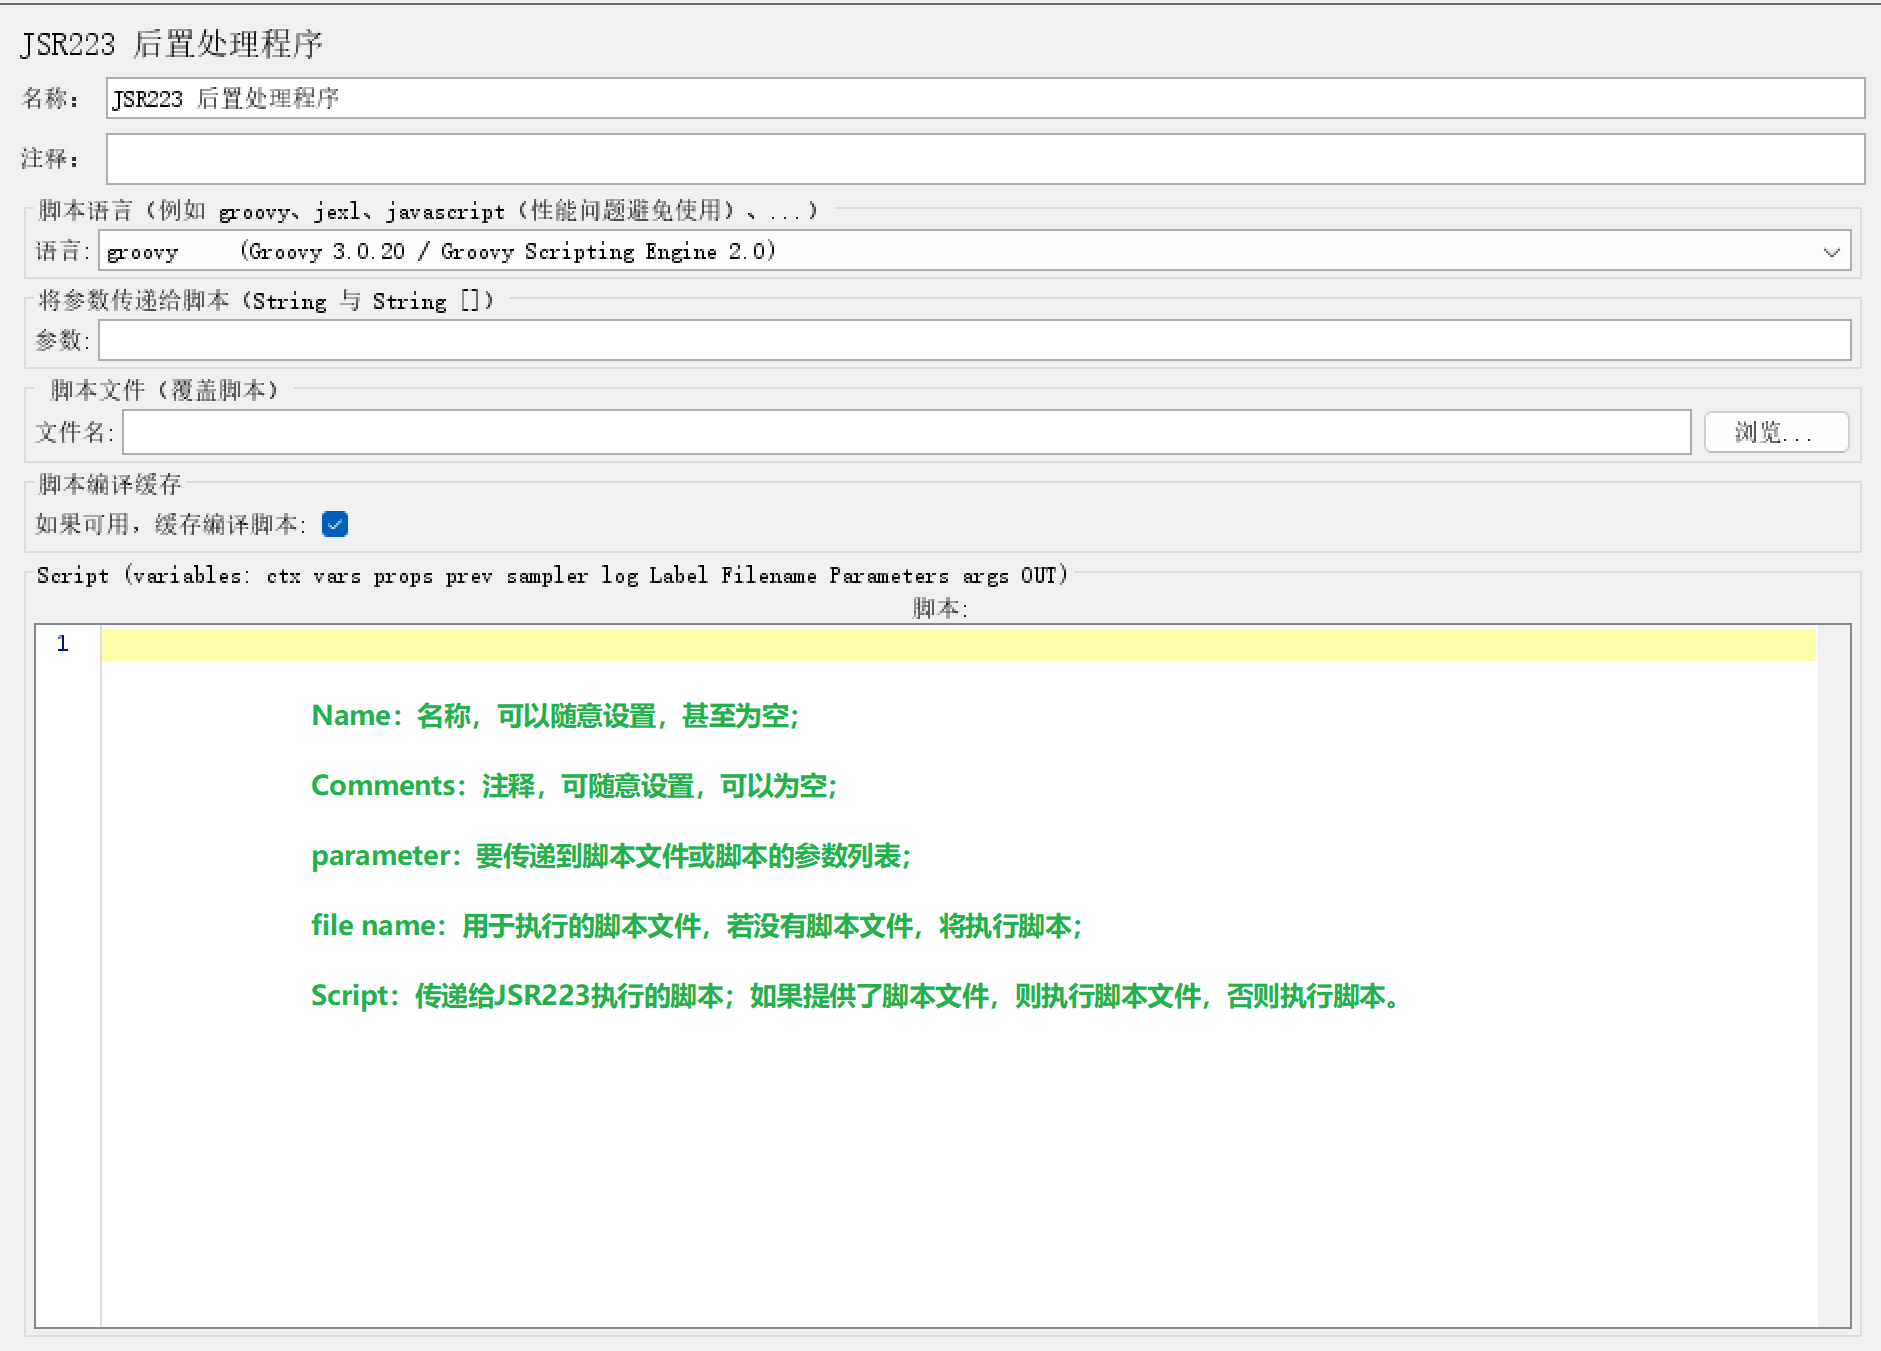 JSR223 后置处理程序
名称： JSR223 后置处理程序
注释：
脚本语言（例如 groovy、jexl、javascript（性能问题避免使用）、...）
语言: groovy     (Groovy 3.0.20 / Groovy Scripting Engine 2.0)
将参数传递给脚本（String 与 String []）
参数:
脚本文件（覆盖脚本）
文件名: 浏览...
脚本编译缓存
如果可用，缓存编译脚本:
Script (variables: ctx vars props prev sampler log Label Filename Parameters args OUT)
脚本:
1
Name：名称，可以随意设置，甚至为空；
Comments：注释，可随意设置，可以为空；
parameter：要传递到脚本文件或脚本的参数列表；
file name：用于执行的脚本文件，若没有脚本文件，将执行脚本；
Script：传递给JSR223执行的脚本；如果提供了脚本文件，则执行脚本文件，否则执行脚本。